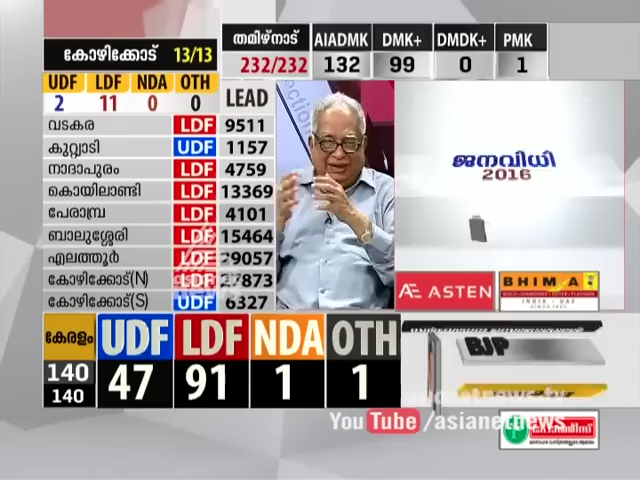 കോഴിക്കോട് 13/13
UDF LDF NDA OTH
2 11 0 0 LEAD
വടകര LDF 9511
കുറ്റ്യാടി UDF 1157
നാദാപുരം LDF 4759
കൊയിലാണ്ടി LDF 13369
പേരാമ്പ്ര LDF 4101
ബാലുശ്ശേരി LDF 15464
എലത്തൂർ LDF 29057
കോഴിക്കോട്(N) LDF 27873
കോഴിക്കോട്(S) UDF 6327
തമിഴ്നാട് AIADMK DMK+ DMDK+ PMK
232/232 132 99 0 1
ജനവിധി
2016
ASTEN
BHIMA
INDIA - UAE
കേരളം UDF LDF NDA OTH
140 47 91 1 1
140
BJP
YouTube /asianetnews